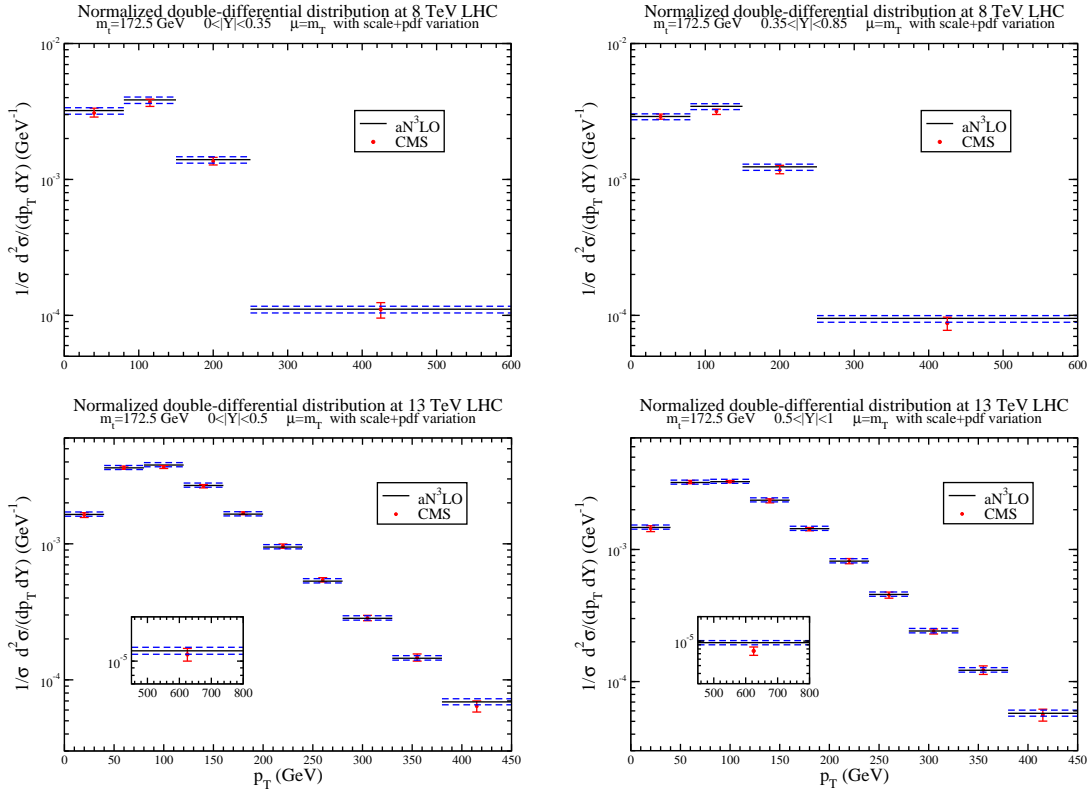 Normalized double-differential distribution at 8 TeV LHC
m_t=172.5 GeV 0<|Y|<0.35 μ=m_T with scale+pdf variation
10^-2
10^-3
10^-4
1/σ d^2σ/(dp_T dY) (GeV^-1)
aN^3LO
CMS
0 100 200 300 400 500 600
Normalized double-differential distribution at 8 TeV LHC
m_t=172.5 GeV 0.35<|Y|<0.85 μ=m_T with scale+pdf variation
10^-2
10^-3
10^-4
1/σ d^2σ/(dp_T dY) (GeV^-1)
aN^3LO
CMS
0 100 200 300 400 500 600
Normalized double-differential distribution at 13 TeV LHC
m_t=172.5 GeV 0<|Y|<0.5 μ=m_T with scale+pdf variation
10^-3
10^-4
1/σ d^2σ/(dp_T dY) (GeV^-1)
aN^3LO
CMS
10^-5
500 600 700 800
0 50 100 150 200 250 300 350 400 450
p_T (GeV)
Normalized double-differential distribution at 13 TeV LHC
m_t=172.5 GeV 0.5<|Y|<1 μ=m_T with scale+pdf variation
10^-3
10^-4
1/σ d^2σ/(dp_T dY) (GeV^-1)
aN^3LO
CMS
10^-5
500 600 700 800
0 50 100 150 200 250 300 350 400 450
p_T (GeV)